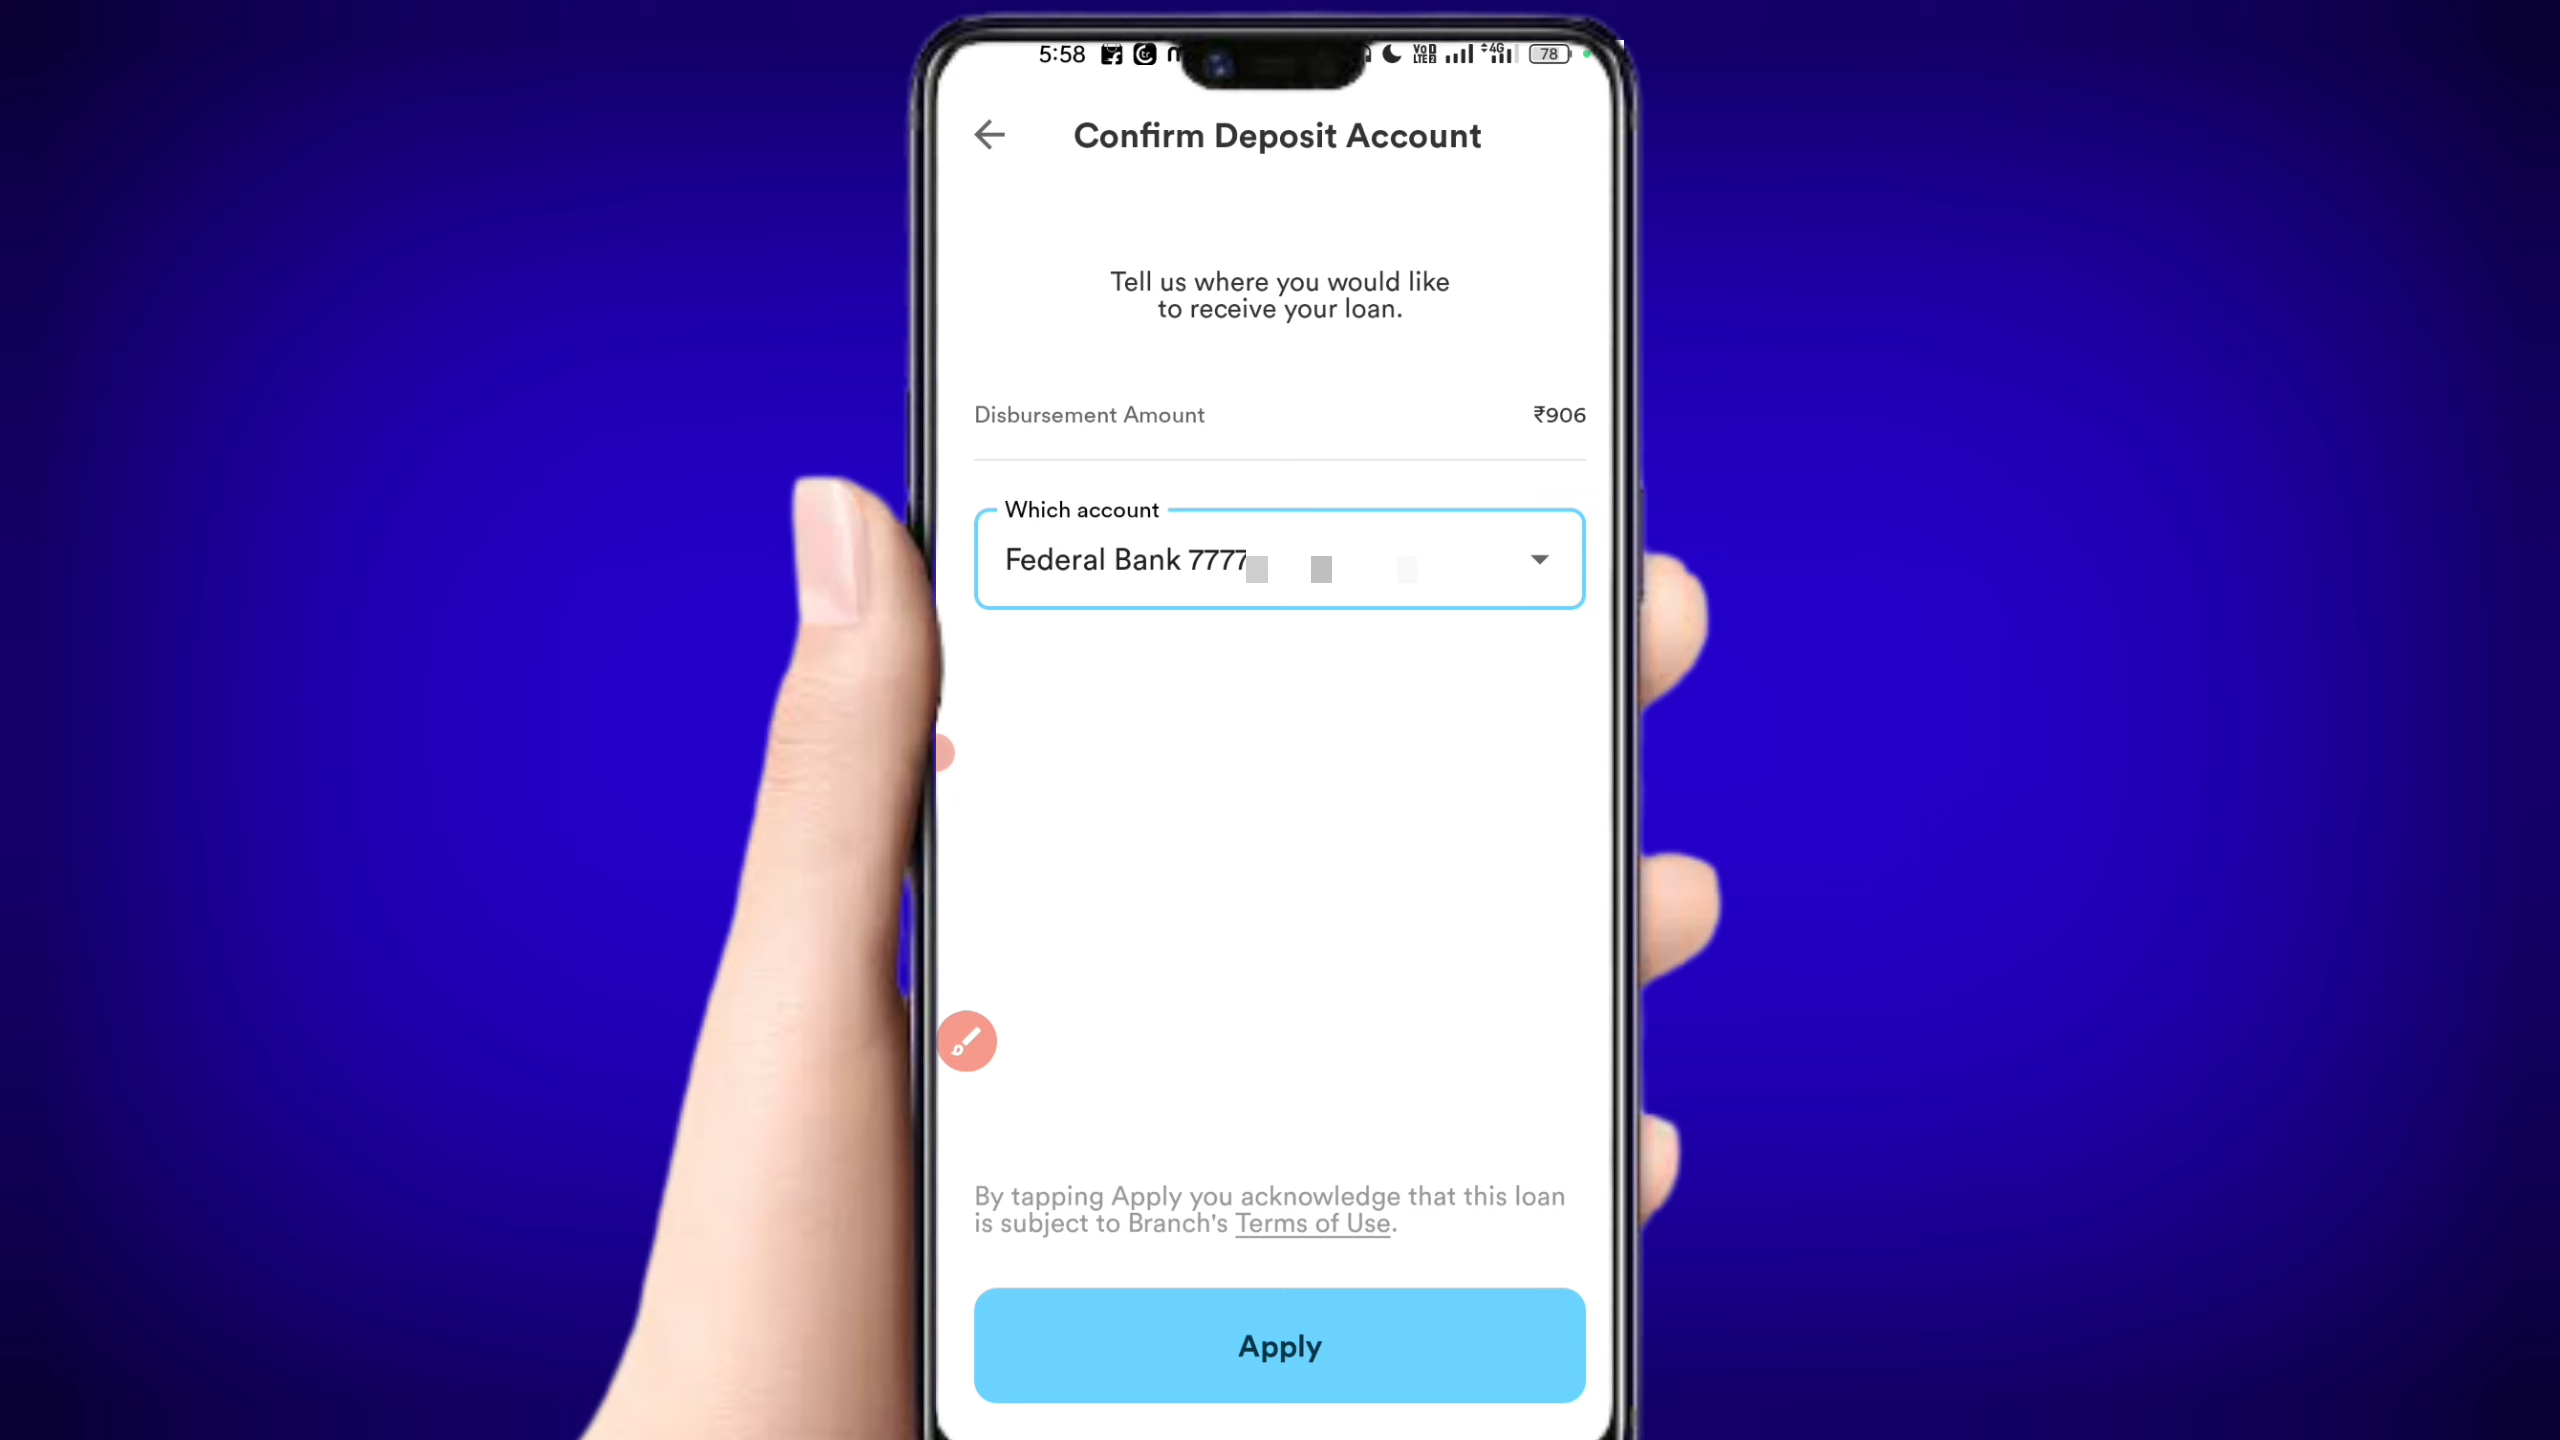 5:58
4G
78
Confirm Deposit Account
Tell us where you would like
to receive your loan.
Disbursement Amount
₹906
Which account
Federal Bank 7777
By tapping Apply you acknowledge that this loan
is subject to Branch's Terms of Use.
Apply